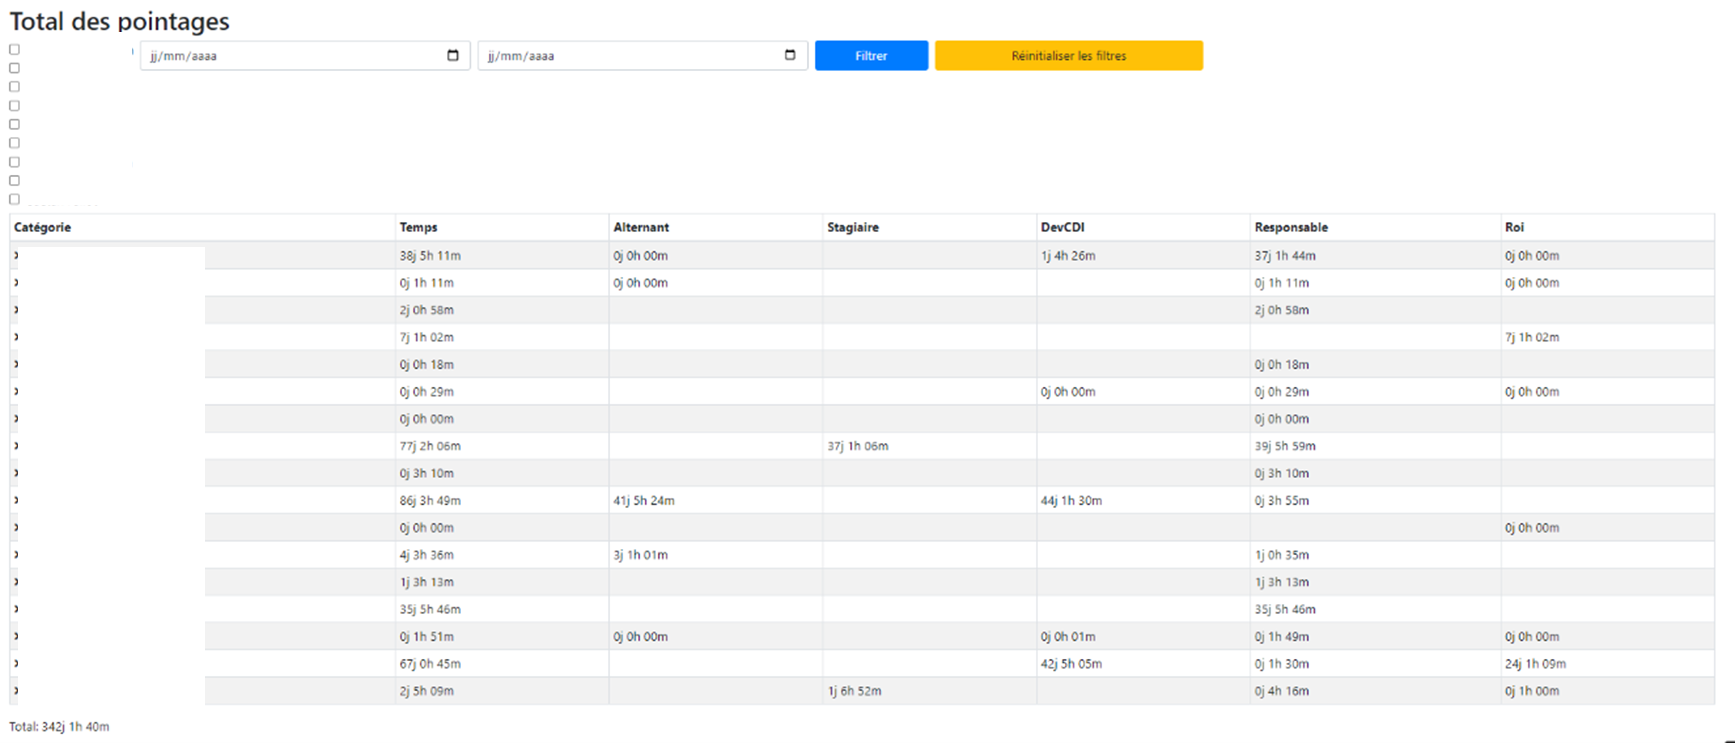 Total des pointages
jj/mm/aaaa jj/mm/aaaa Filtrer Réinitialiser les filtres
Catégorie Temps Alternant Stagiaire DevCDI Responsable Roi
38j 5h 11m 0j 0h 00m 1j 4h 26m 37j 1h 44m 0j 0h 00m
0j 1h 11m 0j 0h 00m 0j 1h 11m 0j 0h 00m
2j 0h 58m 2j 0h 58m
7j 1h 02m 7j 1h 02m
0j 0h 18m 0j 0h 18m
0j 0h 29m 0j 0h 00m 0j 0h 29m 0j 0h 00m
0j 0h 00m 0j 0h 00m
77j 2h 06m 37j 1h 06m 39j 5h 59m
0j 3h 10m 0j 3h 10m
86j 3h 49m 41j 5h 24m 44j 1h 30m 0j 3h 55m
0j 0h 00m 0j 0h 00m
4j 3h 36m 3j 1h 01m 1j 0h 35m
1j 3h 13m 1j 3h 13m
35j 5h 46m 35j 5h 46m
0j 1h 51m 0j 0h 00m 0j 0h 01m 0j 1h 49m 0j 0h 00m
67j 0h 45m 42j 5h 05m 0j 1h 30m 24j 1h 09m
2j 5h 09m 1j 6h 52m 0j 4h 16m 0j 1h 00m
Total: 342j 1h 40m